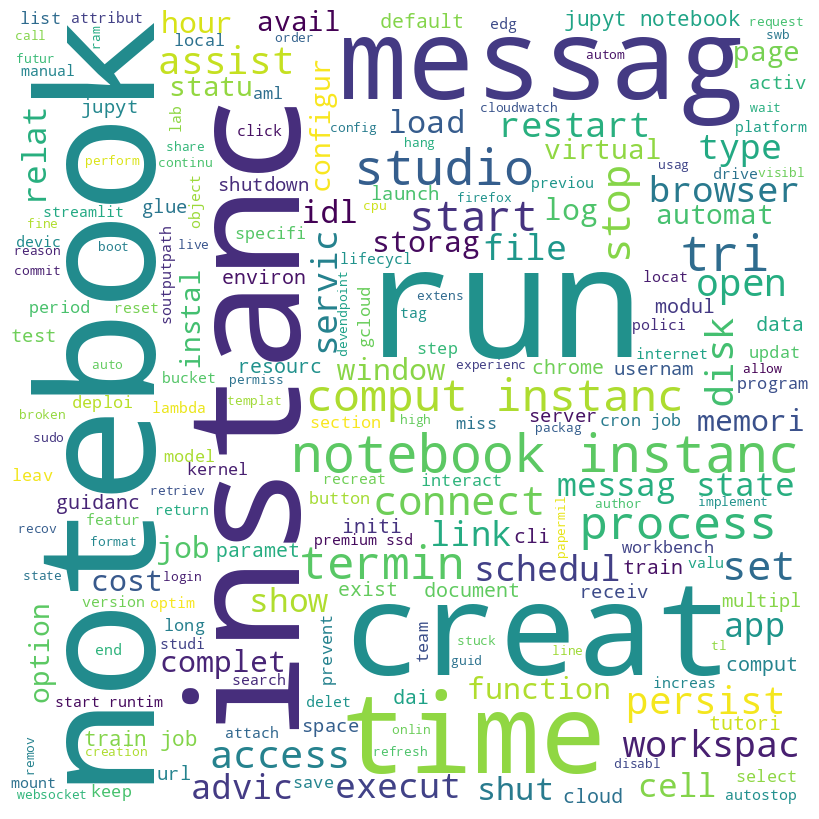 list
attribut
hour
avail
default
edg
jupyt notebook
request
call
ram
local
order
messag
autom
swb
page
futur
manual
assist
statu
aml
configur
activ
cloudwatch
wait
jupyt
lab
click
config
load
restart
platform
relat
notebook
instanc
share
continu
hang
virtual
type
usag
perform
object
shutdown
studio
previou
drive
visibl
streamlit
glue
launch
firefox
browser
fine
idl
cpu
start
log
stop
automat
devic
boot
live
specifi
storag
file
tri
reason
commit
soutputpath
environ
servic
lifecycl
run
locat
open
period
reset
instal
devendpoint
gcloud
extens
tag
modul
polici
data
test
auto
resourc
step
experienc
internet
disk
updat
bucket
permiss
window
chrome
usernam
allow
program
broken
deploi
lambda
templat
comput instanc
high
miss
server
packag
cron job
memori
sudo
section
leav
model
kernel
notebook instanc
guidanc
retriev
return
recreat
interact
messag state
featur
button
connect
author
implement
recov
format
job
paramet
initi
premium ssd
link
cli
papermil
process
state
cost
login
termin
schedul
workbench
train
valu
set
version
optim
show
exist
document
receiv
multipl
option
end
long
studi
complet
prevent
creat
team
stuck
guid
line
tl
app
comput
start runtim
search
delet
dai
function
increas
persist
tutori
train job
creation
attach
space
time
onlin
refresh
workspac
remov
mount
url
access
disabl
select
websocket
keep
advic
save
execut
shut
cloud
cell
autostop